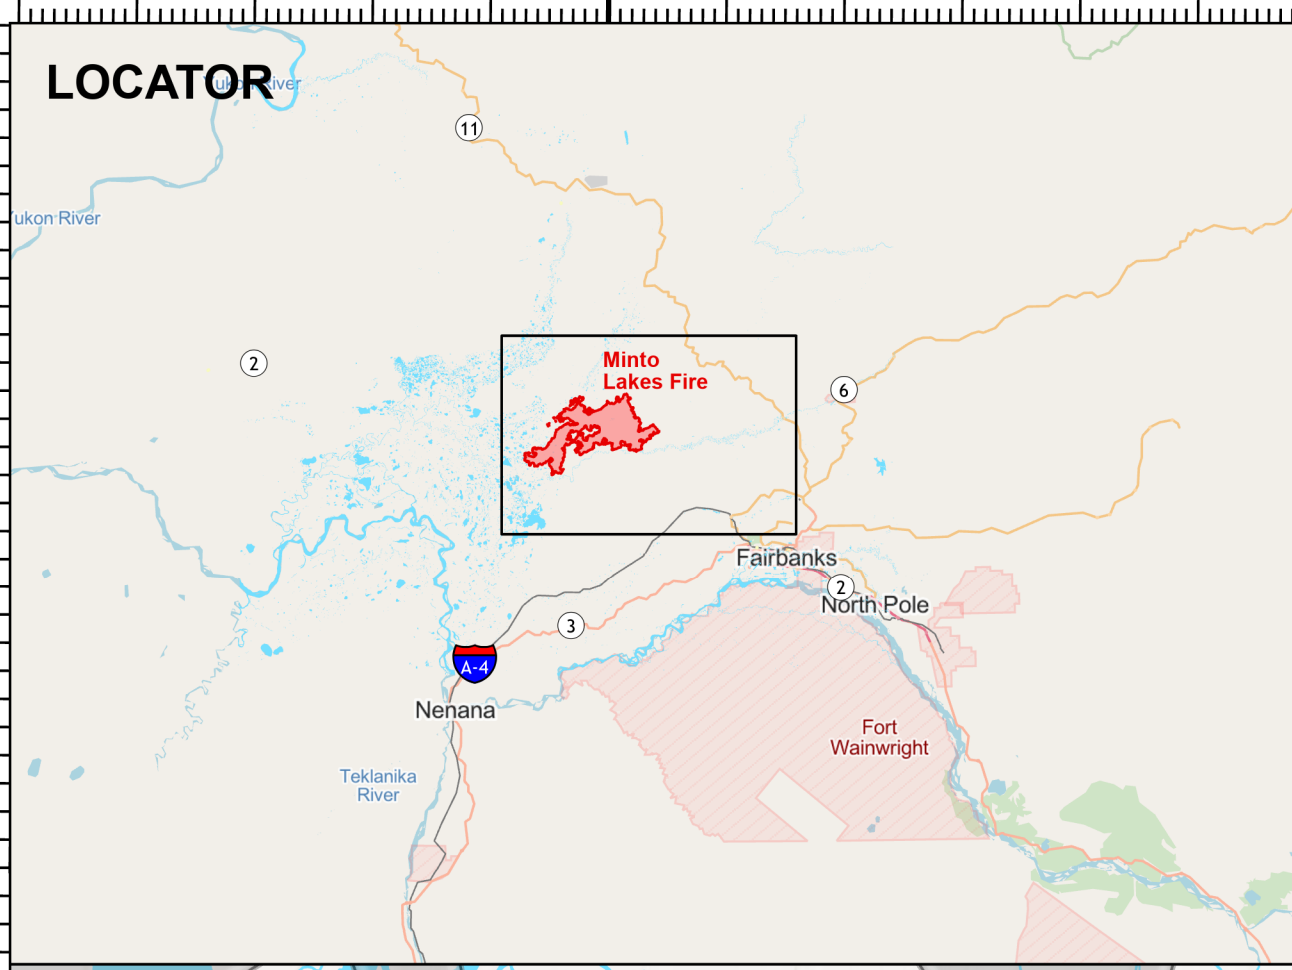 LOCATOR
Yukon River
11
Yukon River
2
Minto
Lakes Fire
6
Fairbanks
2
North Pole
3
A-4
Nenana
Fort
Wainwright
Teklanika
River